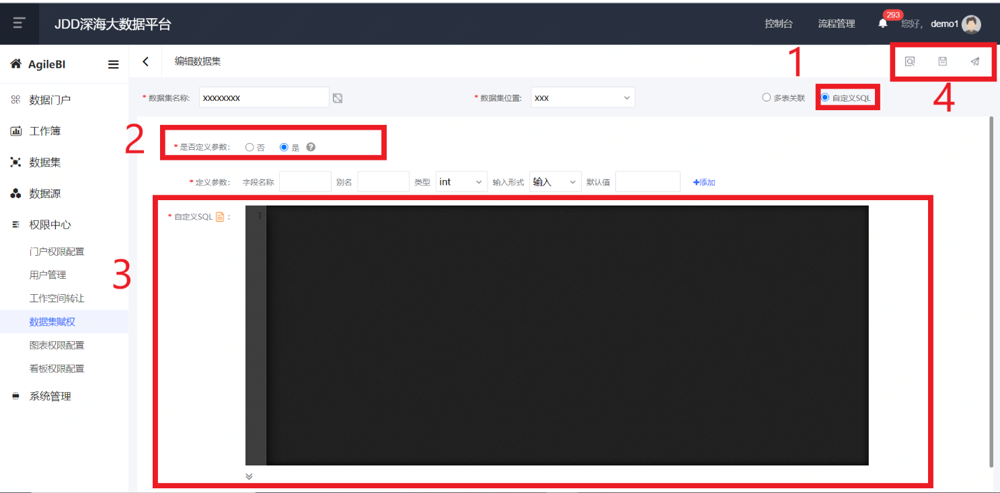 JDD深海大数据平台
控制台 流程管理 293 您好, demo1
AgileBI
编辑数据集
1
4
* 数据集名称: xxxxxxxx * 数据集位置: xxx 多表关联 自定义SQL
2
* 是否定义参数: 否 是 ?
* 定义参数: 字段名称 别名 类型 int 输入形式 输入 默认值 +添加
3
* 自定义SQL : 1
数据门户
工作簿
数据集
数据源
权限中心
门户权限配置
用户管理
工作空间转让
数据集赋权
图表权限配置
看板权限配置
系统管理